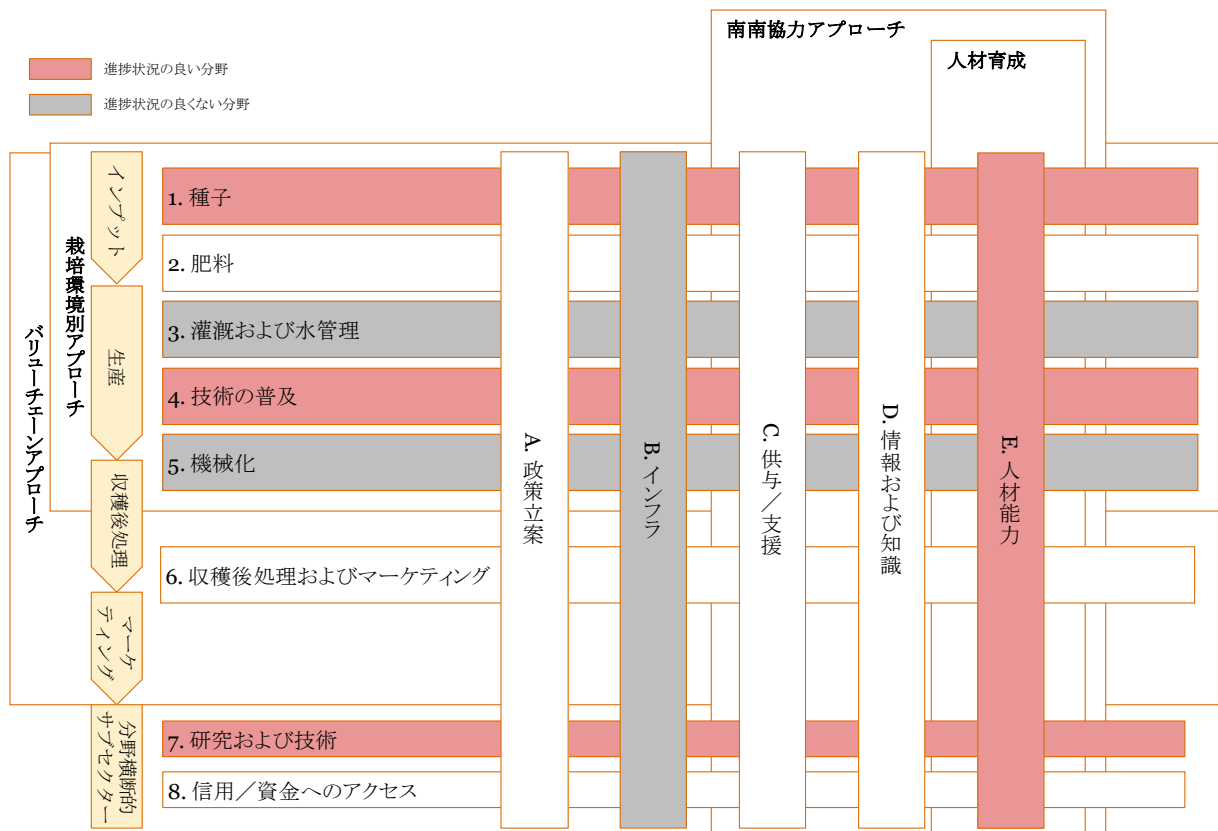 南南協力アプローチ
人材育成
進捗状況の良い分野
進捗状況の良くない分野
バリューチェーンアプローチ
栽培環境別アプローチ
インプット
生産
収穫後処理
マーケ
ティング
分野横断的
サブセクター
1. 種子
2. 肥料
3. 灌漑および水管理
4. 技術の普及
5. 機械化
6. 収穫後処理およびマーケティング
7. 研究および技術
8. 信用／資金へのアクセス
A. 政策立案
B. インフラ
C. 供与／支援
D. 情報および知識
E. 人材能力